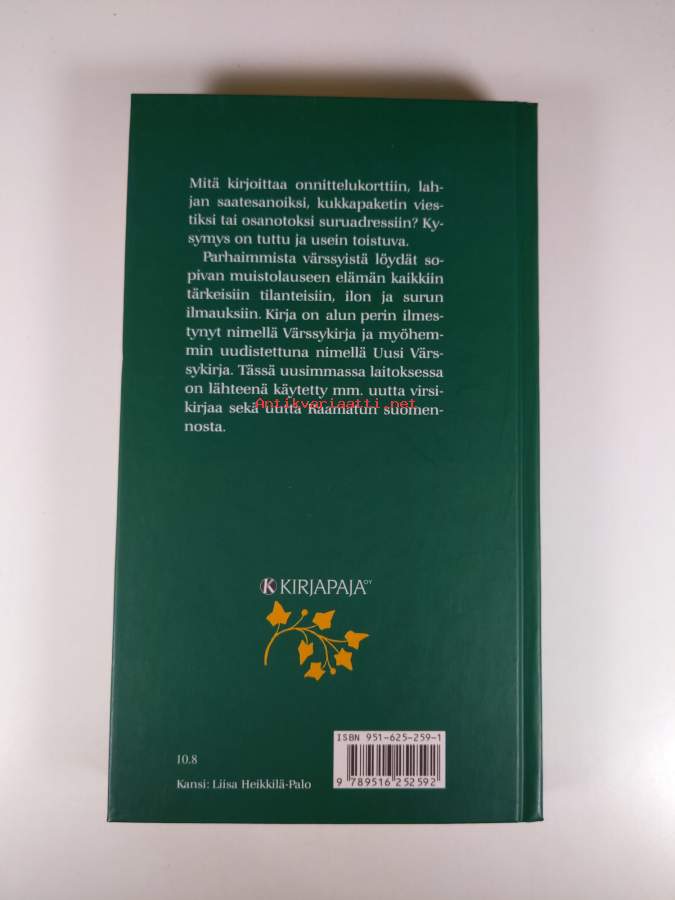 Mitä kirjoittaa onnittelukorttiin, lah-
jan saatesanoiksi, kukkapaketin vies-
tiksi tai osanotoksi suruadressiin? Ky-
symys on tuttu ja usein toistuva.
Parhaimmista värssyistä löydät so-
pivan muistolauseen elämän kaikkiin
tärkeisiin tilanteisiin, ilon ja surun
ilmauksiin. Kirja on alun perin ilmes-
tynyt nimellä Värssykirja ja myöhem-
min uudistettuna nimellä Uusi Värs-
sykirja. Tässä uusimmassa laitoksessa
on lähteenä käytetty mm. uutta virsi-
kirjaa sekä uutta Raamatun suomen-
nosta.
Antikvariaatti.net
K KIRJAPAJA OY
ISBN 951-625-259-1
9 789516 252592
10.8
Kansi: Liisa Heikkilä-Palo